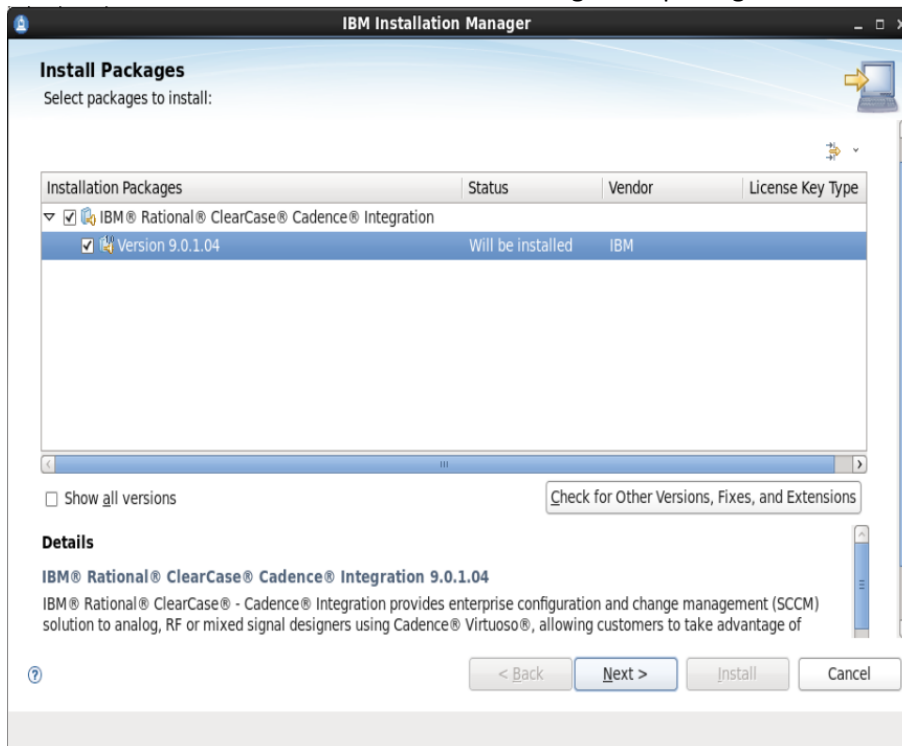 IBM Installation Manager
Install Packages
Select packages to install:
Installation Packages Status Vendor License Key Type
IBM® Rational® ClearCase® Cadence® Integration
Version 9.0.1.04 Will be installed IBM
Show all versions Check for Other Versions, Fixes, and Extensions
Details
IBM® Rational® ClearCase® Cadence® Integration 9.0.1.04
IBM® Rational® ClearCase® - Cadence® Integration provides enterprise configuration and change management (SCCM)
solution to analog, RF or mixed signal designers using Cadence® Virtuoso®, allowing customers to take advantage of
< Back Next > Install Cancel